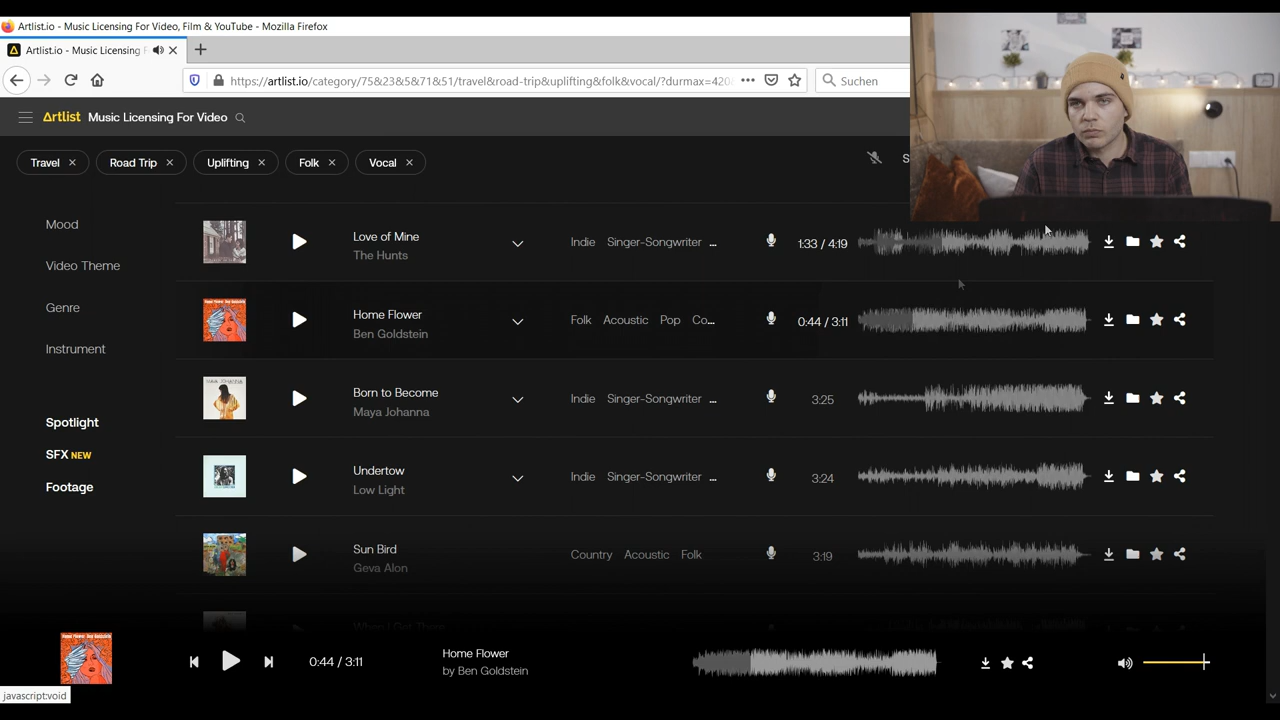 Artlist.io - Music Licensing For Video, Film & YouTube - Mozilla Firefox
Artlist.io - Music Licensing F
https://artlist.io/category/75&23&5&71&51/travel&road-trip&uplifting&folk&vocal/?durmax=420
Suchen
Artlist Music Licensing For Video
Travel
Road Trip
Uplifting
Folk
Vocal
S
Mood
Video Theme
Genre
Instrument
Spotlight
SFX NEW
Footage
Love of Mine
The Hunts
Indie Singer-Songwriter ...
1:33 / 4:19
Home Flower
Ben Goldstein
Folk Acoustic Pop Co...
0:44 / 3:11
Born to Become
Maya Johanna
Indie Singer-Songwriter ...
3:25
Undertow
Low Light
Indie Singer-Songwriter ...
3:24
Sun Bird
Geva Alon
Country Acoustic Folk
3:19
0:44 / 3:11
Home Flower
by Ben Goldstein
javascript:void